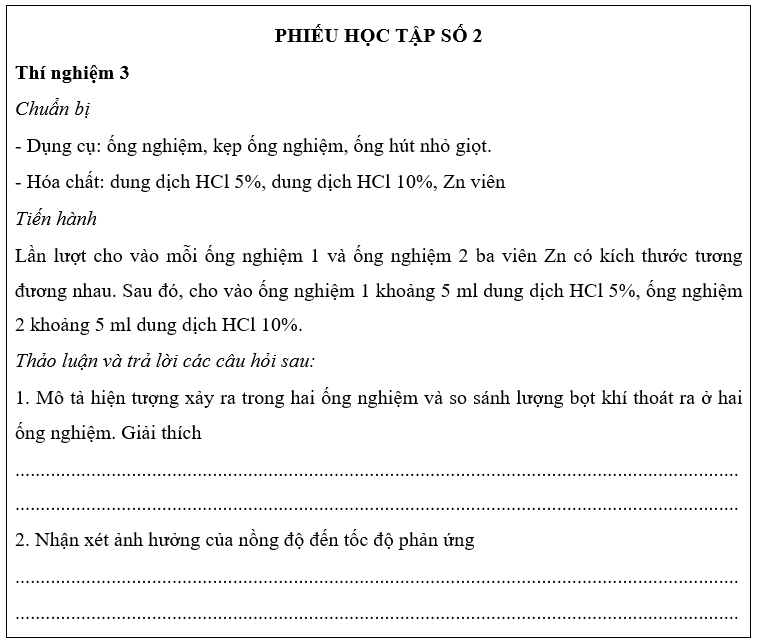 PHIẾU HỌC TẬP SỐ 2
Thí nghiệm 3
Chuẩn bị
- Dụng cụ: ống nghiệm, kẹp ống nghiệm, ống hút nhỏ giọt.
- Hóa chất: dung dịch HCl 5%, dung dịch HCl 10%, Zn viên
Tiến hành
Lần lượt cho vào mỗi ống nghiệm 1 và ống nghiệm 2 ba viên Zn có kích thước tương
đương nhau. Sau đó, cho vào ống nghiệm 1 khoảng 5 ml dung dịch HCl 5%, ống nghiệm
2 khoảng 5 ml dung dịch HCl 10%.
Thảo luận và trả lời các câu hỏi sau:
1. Mô tả hiện tượng xảy ra trong hai ống nghiệm và so sánh lượng bọt khí thoát ra ở hai
ống nghiệm. Giải thích
................................................................................................................................................
................................................................................................................................................
2. Nhận xét ảnh hưởng của nồng độ đến tốc độ phản ứng
................................................................................................................................................
................................................................................................................................................